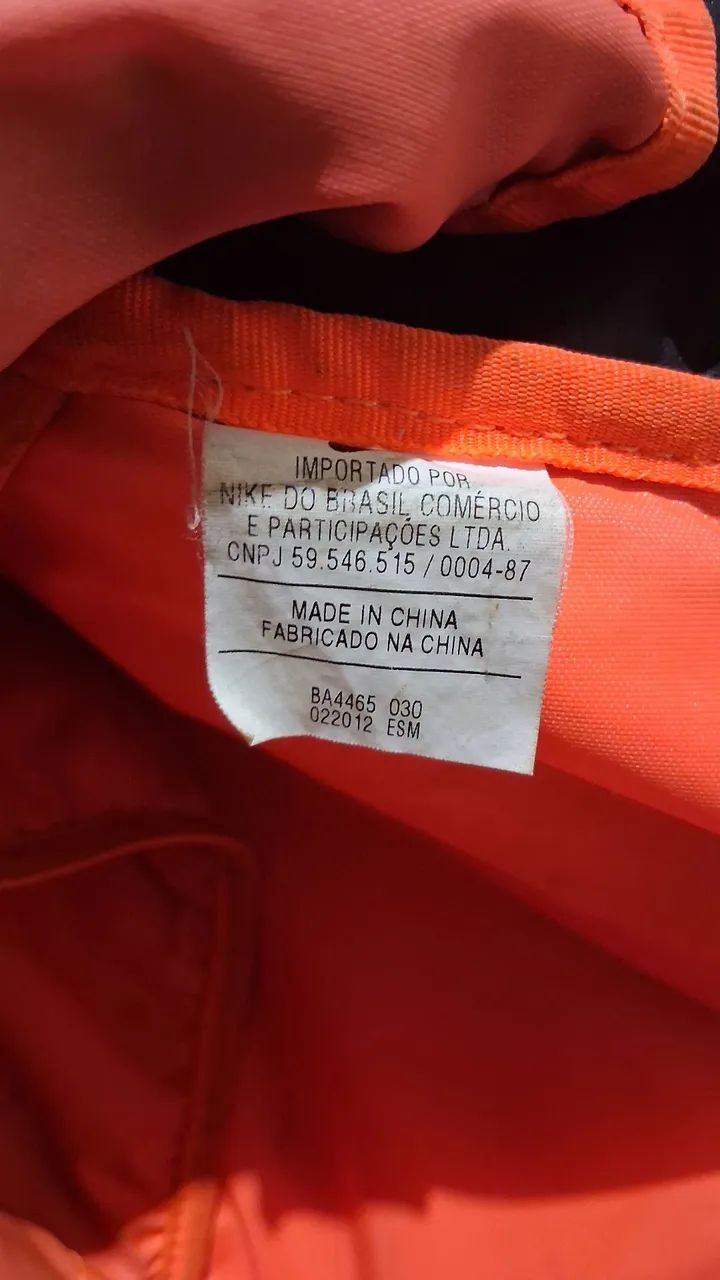 IMPORTADO POR
NIKE DO BRASIL COMÉRCIO
E PARTICIPAÇÓES LTDA.
CNPJ 59.546.515 / 0004-87
MADE IN CHINA
FABRICADO NA CHINA
BA4465 030
022012 ESM